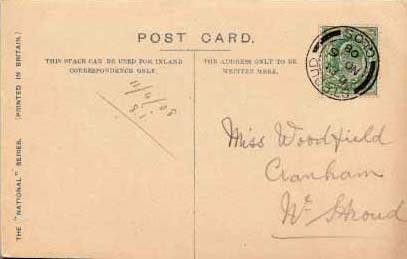 POST CARD.
THIS SPACE CAN BE USED FOR INLAND
CORRESPONDENCE ONLY.
THE ADDRESS ONLY TO BE
WRITTEN HERE.
THE "NATIONAL" SERIES. (PRINTED IN BRITAIN.)
Miss Woodfield
Cranham
Nr Stroud